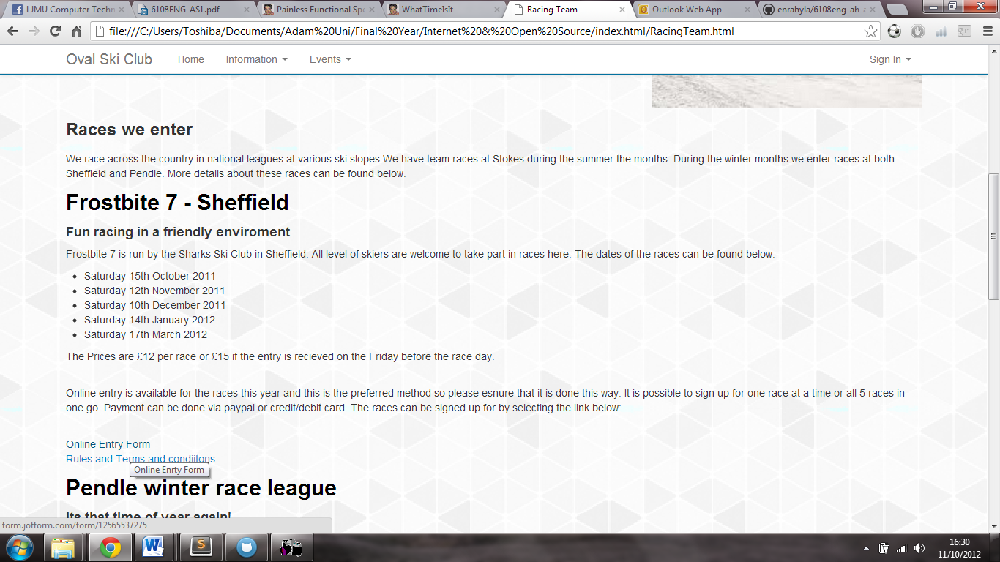 LJMU Computer Techn
6108ENG-AS1.pdf
Painless Functional Spe
WhatTimeIsIt
Racing Team
Outlook Web App
enrahyla/6108eng-ah-a
file:///C:/Users/Toshiba/Documents/Adam%20Uni/Final%20Year/Internet%20&%20Open%20Source/index.html/RacingTeam.html
Oval Ski Club Home Information Events Sign In
Races we enter
We race across the country in national leagues at various ski slopes.We have team races at Stokes during the summer the months. During the winter months we enter races at both
Sheffield and Pendle. More details about these races can be found below.
Frostbite 7 - Sheffield
Fun racing in a friendly enviroment
Frostbite 7 is run by the Sharks Ski Club in Sheffield. All level of skiers are welcome to take part in races here. The dates of the races can be found below:
• Saturday 15th October 2011
• Saturday 12th November 2011
• Saturday 10th December 2011
• Saturday 14th January 2012
• Saturday 17th March 2012
The Prices are £12 per race or £15 if the entry is recieved on the Friday before the race day.
Online entry is available for the races this year and this is the preferred method so please esnure that it is done this way. It is possible to sign up for one race at a time or all 5 races in
one go. Payment can be done via paypal or credit/debit card. The races can be signed up for by selecting the link below:
Online Entry Form
Rules and Terms and condiitons
Online Enrty Form
Pendle winter race league
Its that time of year again!
form.jotform.com/form/12565537275
16:30
11/10/2012